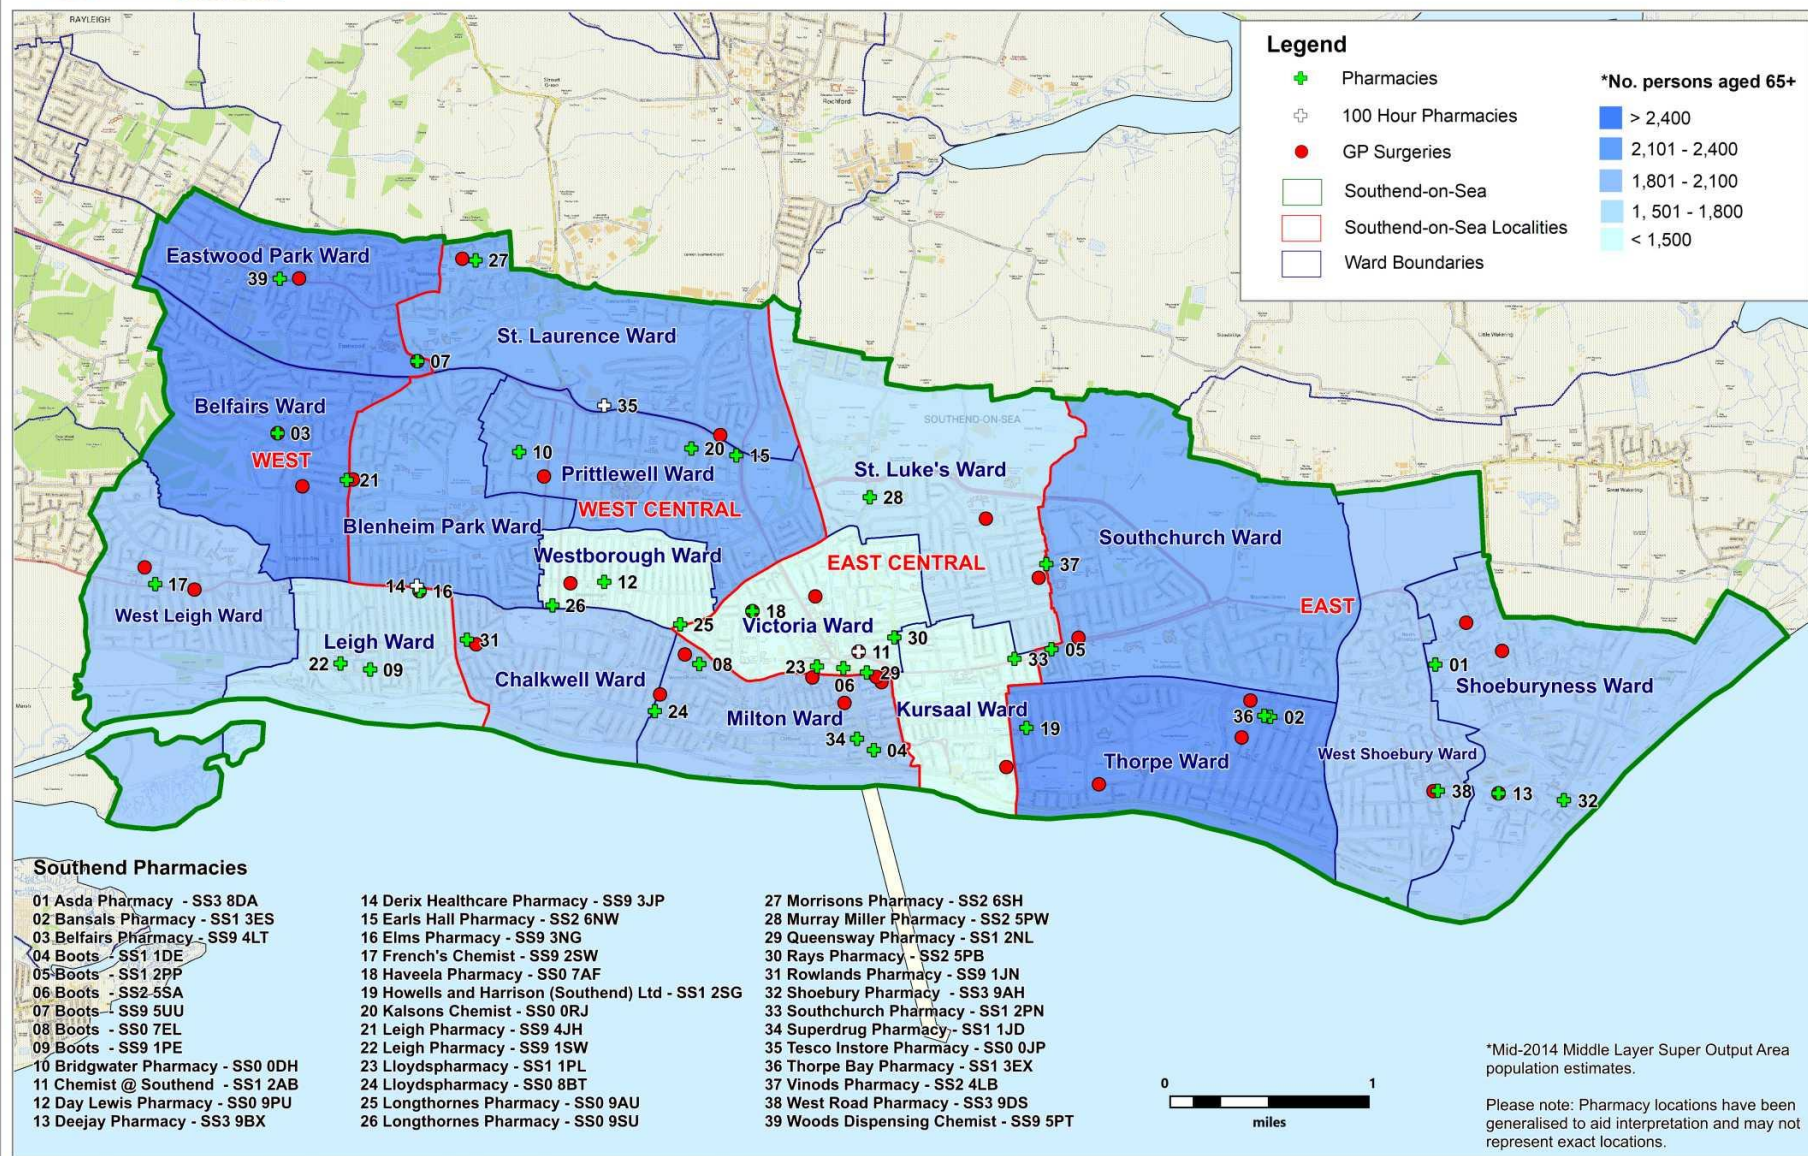 RAYLEIGH
Rochford
Legend
Pharmacies
100 Hour Pharmacies
GP Surgeries
Southend-on-Sea
Southend-on-Sea Localities
Ward Boundaries
*No. persons aged 65+
> 2,400
2,101 - 2,400
1,801 - 2,100
1, 501 - 1,800
< 1,500
Eastwood Park Ward
39
27
St. Laurence Ward
07
Belfairs Ward
03
WEST
35
10
20
15
Prittlewell Ward
21
WEST CENTRAL
Blenheim Park Ward
SOUTHEND-ON-SEA
St. Luke's Ward
28
Southchurch Ward
Westborough Ward
EAST CENTRAL
37
14
16
12
26
17
West Leigh Ward
EAST
18
Victoria Ward
25
30
Leigh Ward
31
22
09
Chalkwell Ward
08
23
11
06
29
33
05
01
Shoeburyness Ward
24
Milton Ward
Kursaal Ward
36
02
34
04
19
Thorpe Ward
West Shoebury Ward
38
13
32
Southend Pharmacies
01 Asda Pharmacy - SS3 8DA
02 Bansals Pharmacy - SS1 3ES
03 Belfairs Pharmacy - SS9 4LT
04 Boots - SS1 1DE
05 Boots - SS1 2PP
06 Boots - SS2 5SA
07 Boots - SS9 5UU
08 Boots - SS0 7EL
09 Boots - SS9 1PE
10 Bridgwater Pharmacy - SS0 0DH
11 Chemist @ Southend - SS1 2AB
12 Day Lewis Pharmacy - SS0 9PU
13 Deejay Pharmacy - SS3 9BX
14 Derix Healthcare Pharmacy - SS9 3JP
15 Earls Hall Pharmacy - SS2 6NW
16 Elms Pharmacy - SS9 3NG
17 French's Chemist - SS9 2SW
18 Haveela Pharmacy - SS0 7AF
19 Howells and Harrison (Southend) Ltd - SS1 2SG
20 Kalsons Chemist - SS0 0RJ
21 Leigh Pharmacy - SS9 4JH
22 Leigh Pharmacy - SS9 1SW
23 Lloydspharmacy - SS1 1PL
24 Lloydspharmacy - SS0 8BT
25 Longthornes Pharmacy - SS0 9AU
26 Longthornes Pharmacy - SS0 9SU
27 Morrisons Pharmacy - SS2 6SH
28 Murray Miller Pharmacy - SS2 5PW
29 Queensway Pharmacy - SS1 2NL
30 Rays Pharmacy - SS2 5PB
31 Rowlands Pharmacy - SS9 1JN
32 Shoebury Pharmacy - SS3 9AH
33 Southchurch Pharmacy - SS1 2PN
34 Superdrug Pharmacy - SS1 1JD
35 Tesco Instore Pharmacy - SS0 0JP
36 Thorpe Bay Pharmacy - SS1 3EX
37 Vinods Pharmacy - SS2 4LB
38 West Road Pharmacy - SS3 9DS
39 Woods Dispensing Chemist - SS9 5PT
0 1
miles
*Mid-2014 Middle Layer Super Output Area
population estimates.
Please note: Pharmacy locations have been
generalised to aid interpretation and may not
represent exact locations.